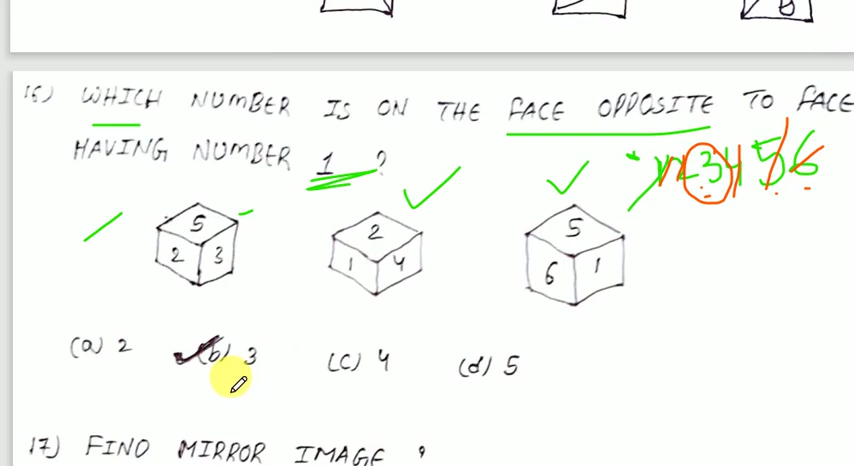 B
16) WHICH NUMBER IS ON THE FACE OPPOSITE TO FACE
HAVING NUMBER 1 ?
1 2 3 4 5 6
5
2 3
2
1 4
5
6 1
(a) 2 (b) 3 (c) 4 (d) 5
17) FIND MIRROR IMAGE ?